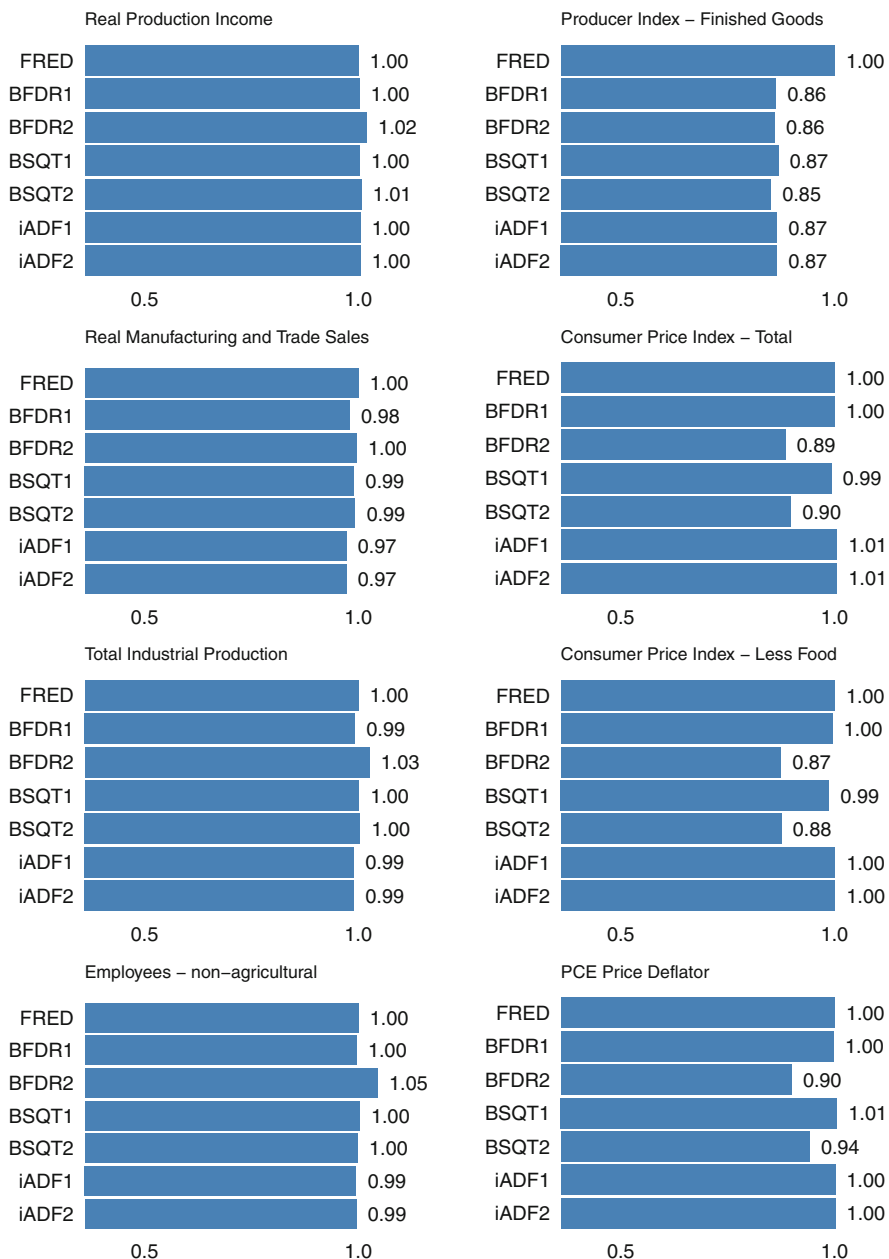 Real Production Income
FRED 1.00
BFDR1 1.00
BFDR2 1.02
BSQT1 1.00
BSQT2 1.01
iADF1 1.00
iADF2 1.00
0.5 1.0
Producer Index − Finished Goods
FRED 1.00
BFDR1 0.86
BFDR2 0.86
BSQT1 0.87
BSQT2 0.85
iADF1 0.87
iADF2 0.87
0.5 1.0
Real Manufacturing and Trade Sales
FRED 1.00
BFDR1 0.98
BFDR2 1.00
BSQT1 0.99
BSQT2 0.99
iADF1 0.97
iADF2 0.97
0.5 1.0
Consumer Price Index − Total
FRED 1.00
BFDR1 1.00
BFDR2 0.89
BSQT1 0.99
BSQT2 0.90
iADF1 1.01
iADF2 1.01
0.5 1.0
Total Industrial Production
FRED 1.00
BFDR1 0.99
BFDR2 1.03
BSQT1 1.00
BSQT2 1.00
iADF1 0.99
iADF2 0.99
0.5 1.0
Consumer Price Index − Less Food
FRED 1.00
BFDR1 1.00
BFDR2 0.87
BSQT1 0.99
BSQT2 0.88
iADF1 1.00
iADF2 1.00
0.5 1.0
Employees − non−agricultural
FRED 1.00
BFDR1 1.00
BFDR2 1.05
BSQT1 1.00
BSQT2 1.00
iADF1 0.99
iADF2 0.99
0.5 1.0
PCE Price Deflator
FRED 1.00
BFDR1 1.00
BFDR2 0.90
BSQT1 1.01
BSQT2 0.94
iADF1 1.00
iADF2 1.00
0.5 1.0